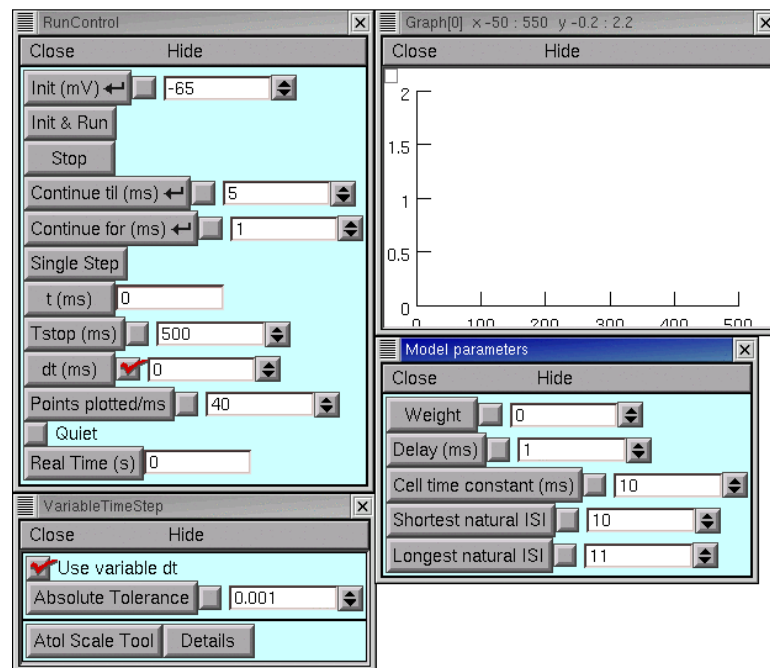 RunControl
Close Hide
Init (mV) -65
Init & Run
Stop
Continue til (ms) 5
Continue for (ms) 1
Single Step
t (ms) 0
Tstop (ms) 500
dt (ms) 0
Points plotted/ms 40
Quiet
Real Time (s) 0
VariableTimeStep
Close Hide
Use variable dt
Absolute Tolerance 0.001
Atol Scale Tool Details
Graph[0] x -50 : 550 y -0.2 : 2.2
Close Hide
2
1.5
1
0.5
0
0 100 200 300 400 500
Model parameters
Close Hide
Weight 0
Delay (ms) 1
Cell time constant (ms) 10
Shortest natural ISI 10
Longest natural ISI 11